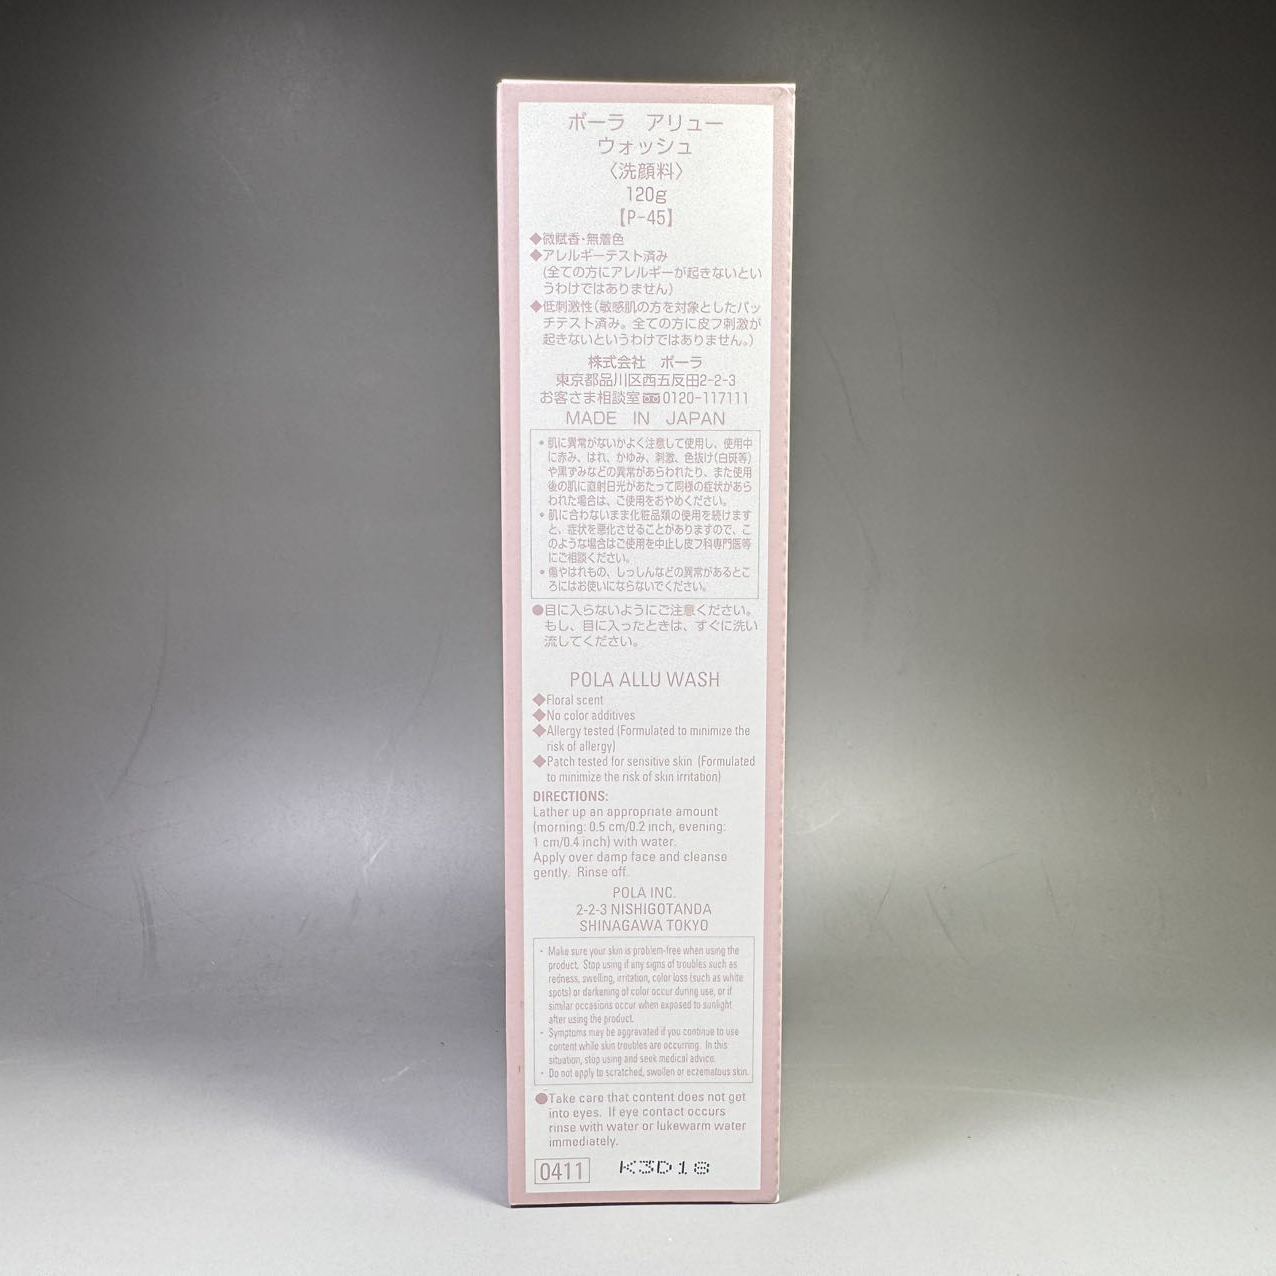 ポーラ アリュー
ウォッシュ
〈洗顔料〉
120g
【P-45】
◆微賦香・無着色
◆アレルギーテスト済み
(全ての方にアレルギーが起きないとい
うわけではありません)
◆低刺激性(敏感肌の方を対象としたパッ
チテスト済み。全ての方に皮フ刺激が
起きないというわけではありません。)
株式会社 ポーラ
東京都品川区西五反田2-2-3
お客さま相談室 0120-117111
MADE IN JAPAN
・肌に異常がないかよく注意して使用し、使用中
に赤み、はれ、かゆみ、刺激、色抜け(白斑等)
や黒ずみなどの異常があらわれたり、また使用
後の肌に直射日光があたって同様の症状があら
われた場合は、ご使用をおやめください。
・肌に合わないまま化粧品類の使用を続けます
と、症状を悪化させることがありますので、こ
のような場合はご使用を中止し皮フ科専門医等
にご相談ください。
・傷やはれもの、しっしんなどの異常があるとこ
ろにはお使いにならないでください。
●目に入らないようにご注意ください。
もし、目に入ったときは、すぐに洗い
流してください。
POLA ALLU WASH
◆Floral scent
◆No color additives
◆Allergy tested (Formulated to minimize the
risk of allergy)
◆Patch tested for sensitive skin (Formulated
to minimize the risk of skin irritation)
DIRECTIONS:
Lather up an appropriate amount
(morning: 0.5 cm/0.2 inch, evening:
1 cm/0.4 inch) with water.
Apply over damp face and cleanse
gently. Rinse off.
POLA INC.
2-2-3 NISHIGOTANDA
SHINAGAWA TOKYO
・ Make sure your skin is problem-free when using the
product. Stop using if any signs of troubles such as
redness, swelling, irritation, color loss (such as white
spots) or darkening of color occur during use, or if
similar occasions occur when exposed to sunlight
after using the product.
・ Symptoms may be aggravated if you continue to use
content while skin troubles are occurring. In this
situation, stop using and seek medical advice.
・ Do not apply to scratched, swollen or eczematous skin.
●Take care that content does not get
into eyes. If eye contact occurs
rinse with water or lukewarm water
immediately.
0411 K3D18